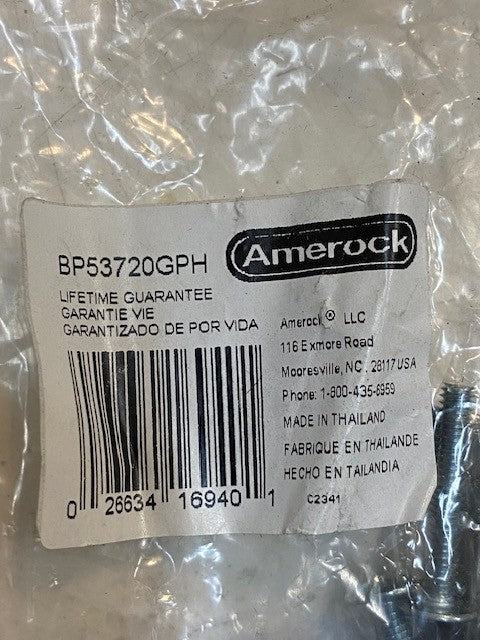 Amerock
BP53720GPH
LIFETIME GUARANTEE
GARANTIE VIE
GARANTIZADO DE POR VIDA
0 26634 16940 1
Amerock® LLC
116 Exmore Road
Mooresville, NC, 28117 USA
Phone: 1-800-435-6959
MADE IN THAILAND
FABRIQUE EN THAILANDE
HECHO EN TAILANDIA
C2341